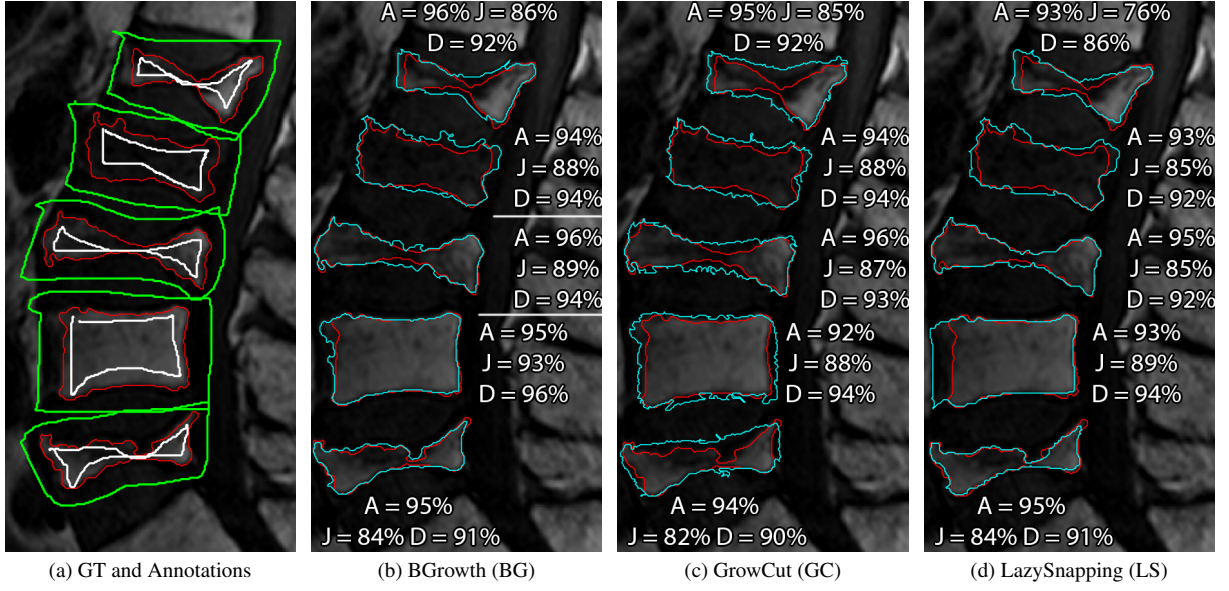 A = 96% J = 86%
D = 92%
A = 94%
J = 88%
D = 94%
A = 96%
J = 89%
D = 94%
A = 95%
J = 93%
D = 96%
A = 95%
J = 84% D = 91%
A = 95% J = 85%
D = 92%
A = 94%
J = 88%
D = 94%
A = 96%
J = 87%
D = 93%
A = 92%
J = 88%
D = 94%
A = 94%
J = 82% D = 90%
A = 93% J = 76%
D = 86%
A = 93%
J = 85%
D = 92%
A = 95%
J = 85%
D = 92%
A = 93%
J = 89%
D = 94%
A = 95%
J = 84% D = 91%
(a) GT and Annotations
(b) BGrowth (BG)
(c) GrowCut (GC)
(d) LazySnapping (LS)